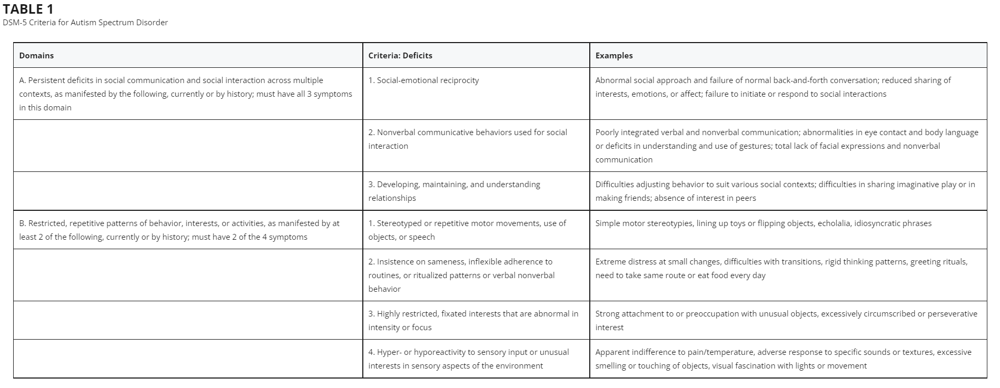 TABLE 1
DSM-5 Criteria for Autism Spectrum Disorder
Domains
Criteria: Deficits
Examples
A. Persistent deficits in social communication and social interaction across multiple
contexts, as manifested by the following, currently or by history; must have all 3 symptoms
in this domain
1. Social-emotional reciprocity
Abnormal social approach and failure of normal back-and-forth conversation; reduced sharing of
interests, emotions, or affect; failure to initiate or respond to social interactions
2. Nonverbal communicative behaviors used for social
interaction
Poorly integrated verbal and nonverbal communication; abnormalities in eye contact and body language
or deficits in understanding and use of gestures; total lack of facial expressions and nonverbal
communication
3. Developing, maintaining, and understanding
relationships
Difficulties adjusting behavior to suit various social contexts; difficulties in sharing imaginative play or in
making friends; absence of interest in peers
B. Restricted, repetitive patterns of behavior, interests, or activities, as manifested by at
least 2 of the following, currently or by history; must have 2 of the 4 symptoms
1. Stereotyped or repetitive motor movements, use of
objects, or speech
Simple motor stereotypies, lining up toys or flipping objects, echolalia, idiosyncratic phrases
2. Insistence on sameness, inflexible adherence to
routines, or ritualized patterns or verbal nonverbal
behavior
Extreme distress at small changes, difficulties with transitions, rigid thinking patterns, greeting rituals,
need to take same route or eat food every day
3. Highly restricted, fixated interests that are abnormal in
intensity or focus
Strong attachment to or preoccupation with unusual objects, excessively circumscribed or perseverative
interest
4. Hyper- or hyporeactivity to sensory input or unusual
interests in sensory aspects of the environment
Apparent indifference to pain/temperature, adverse response to specific sounds or textures, excessive
smelling or touching of objects, visual fascination with lights or movement